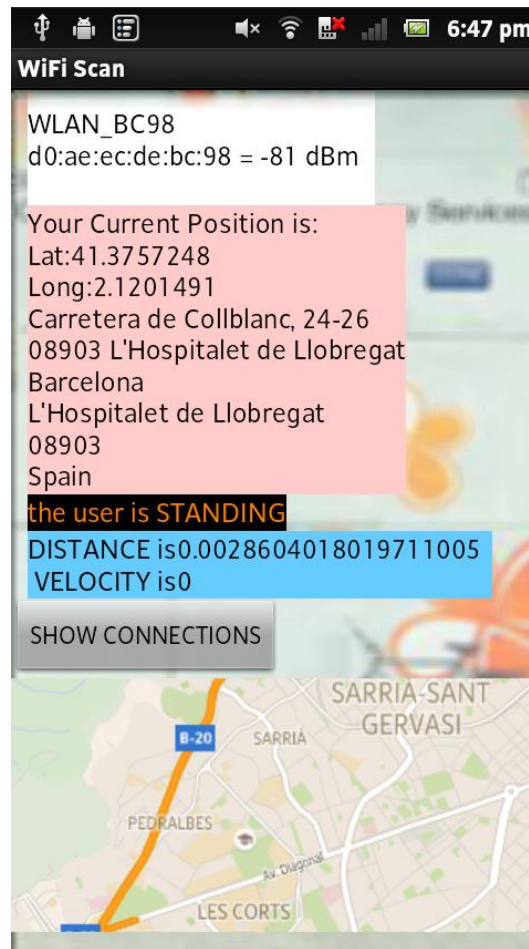 6:47 pm
WiFi Scan
WLAN_BC98
d0:ae:ec:de:bc:98 = -81 dBm
y Services
Your Current Position is:
Lat:41.3757248
Long:2.1201491
Carretera de Collblanc, 24-26
08903 L'Hospitalet de Llobregat
Barcelona
L'Hospitalet de Llobregat
08903
Spain
the user is STANDING
DISTANCE is0.0028604018019711005
VELOCITY is0
SHOW CONNECTIONS
SARRIÀ-SANT
GERVASI
B-20
SARRIÀ
PEDRALBES
Av. Diagonal
LES CORTS